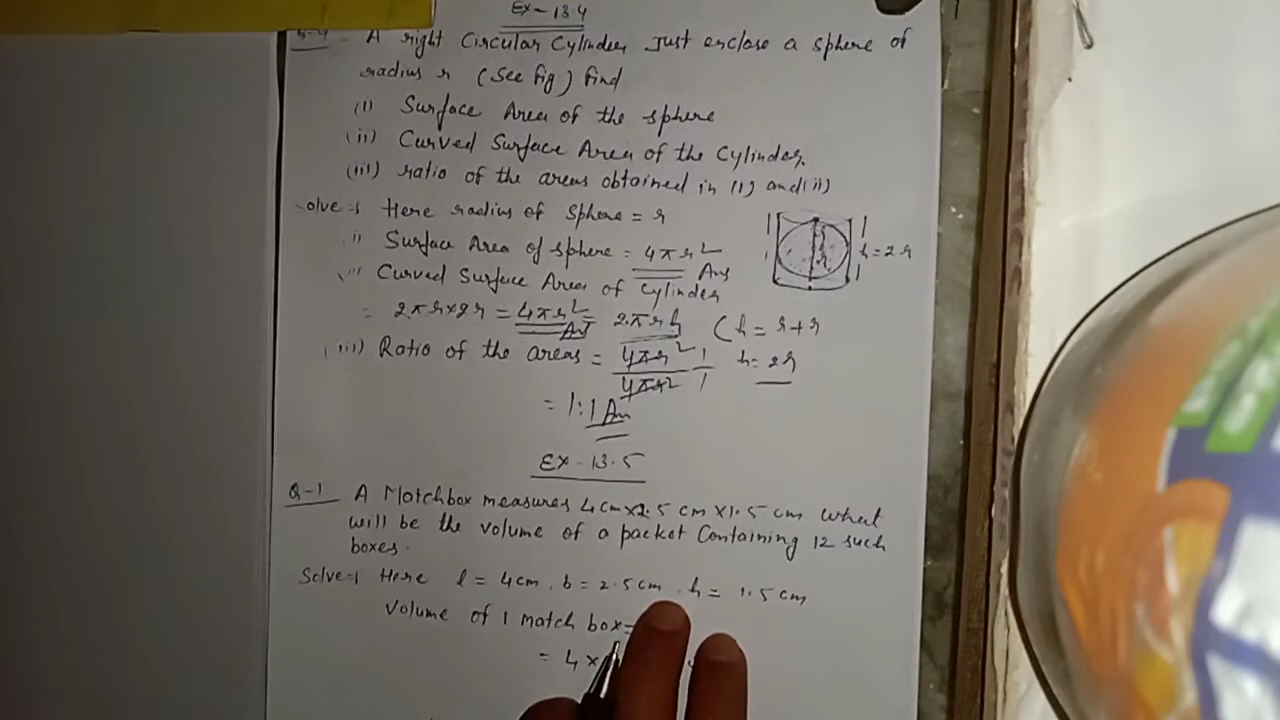 Ex - 13.4
A right Circular Cylinder Just enclose a sphere of
radius r (See fig) find
(i) Surface Area of the sphere
(ii) Curved Surface Area of the Cylinder.
(iii) ratio of the areas obtained in (i) and (ii)
olve:- Here radius of Sphere = r
i) Surface Area of sphere = 4πr²
Ans
h = 2r
Curved Surface Area of Cylinder
= 2πr×2r = 4πr² = 2πrh (h = r+r
Ans
(iii) Ratio of the areas = 4πr²/4πr² 1/1 h = 2r
= 1:1 An
Ex - 13.5
Q-1 A Matchbox measures 4cm×2.5 cm×1.5 cm what
will be the volume of a packet Containing 12 such
boxes.
Solve:- Here l = 4cm, b = 2.5cm, h = 1.5 cm
Volume of 1 match box =
= 4×